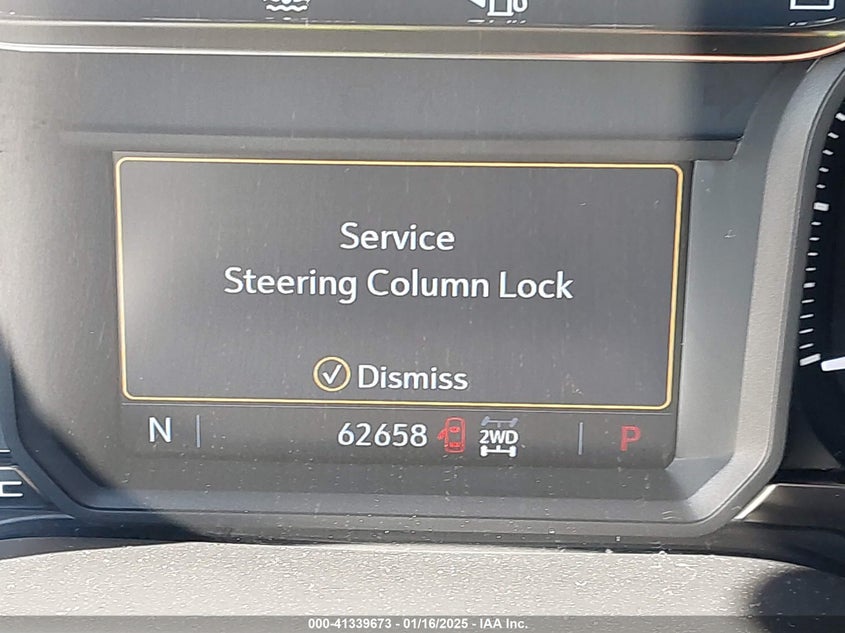 Service
Steering Column Lock
Dismiss
N 62658 2WD P
000-41339673 - 01/16/2025 - IAA Inc.